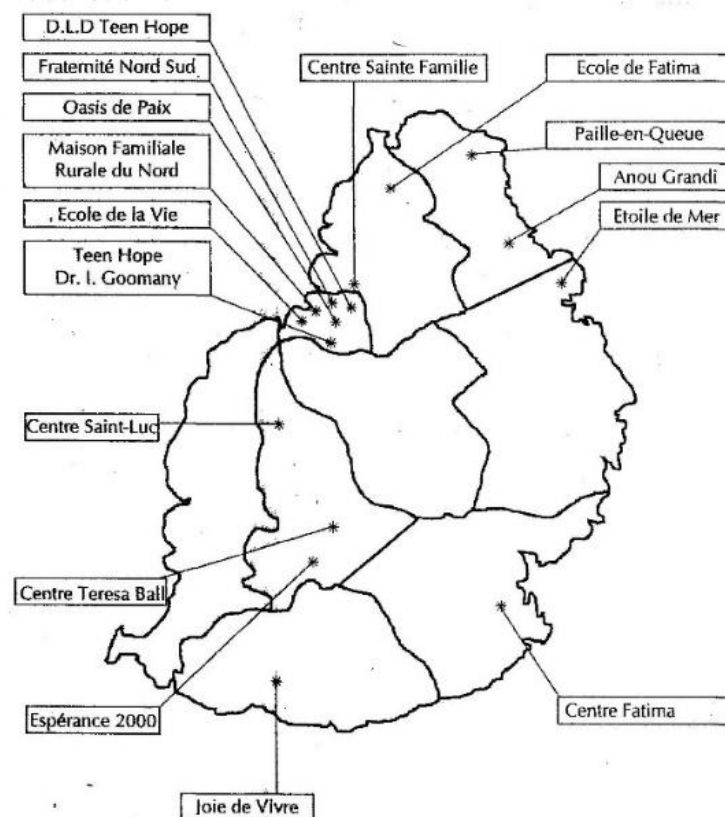 D.L.D Teen Hope
Fraternité Nord Sud
Oasis de Paix
Maison Familiale
Rurale du Nord
Ecole de la Vie
Teen Hope
Dr. I. Goomany
Centre Sainte Famille
Ecole de Fatima
Paille-en-Queue
Anou Grandi
Etoile de Mer
Centre Saint-Luc
Centre Teresa Ball
Espérance 2000
Centre Fatima
Joie de Vivre